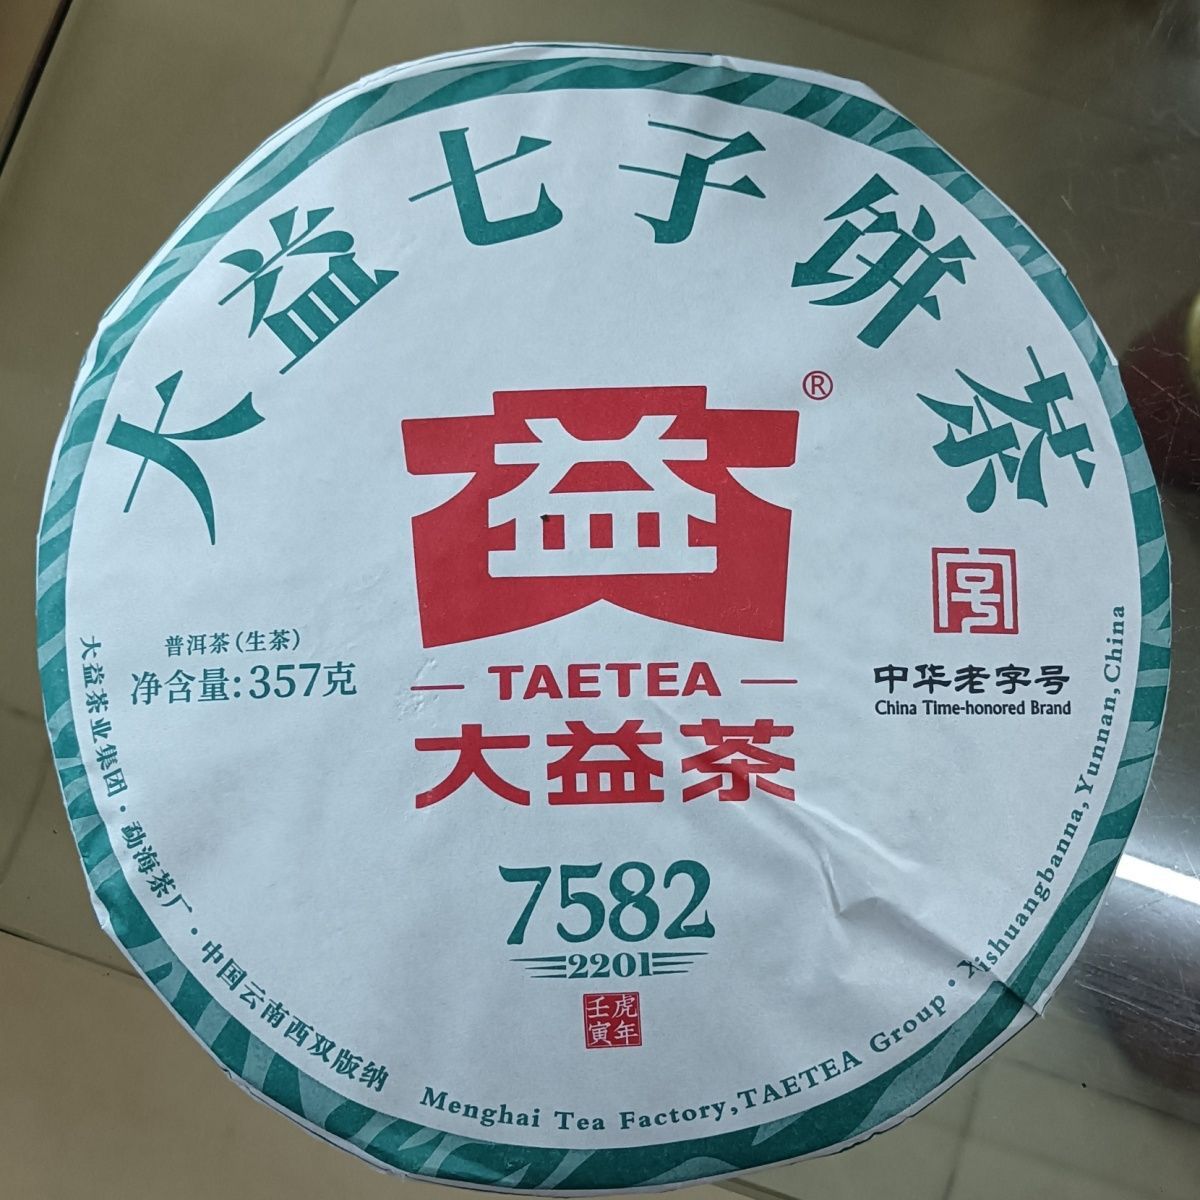 大益七子饼茶
益
®
普洱茶(生茶)
净含量:357克
TAETEA
大益茶
中华老字号
China Time-honored Brand
7582
2201
壬寅
虎年
大益茶业集团·勐海茶厂·中国云南西双版纳
Menghai Tea Factory,TAETEA Group·Xishuangbanna,Yunnan,China